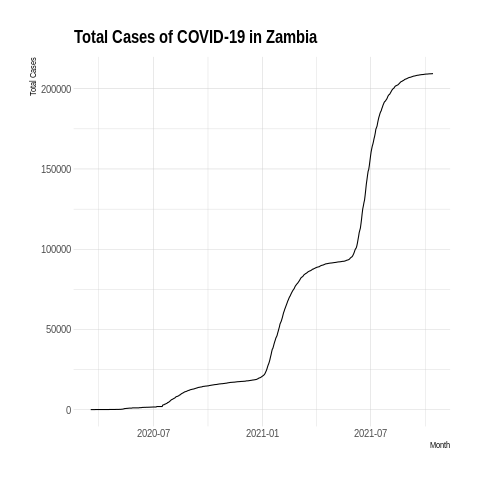 Total Cases of COVID-19 in Zambia
Total Cases
200000
150000
100000
50000
0
2020-07 2021-01 2021-07
Month